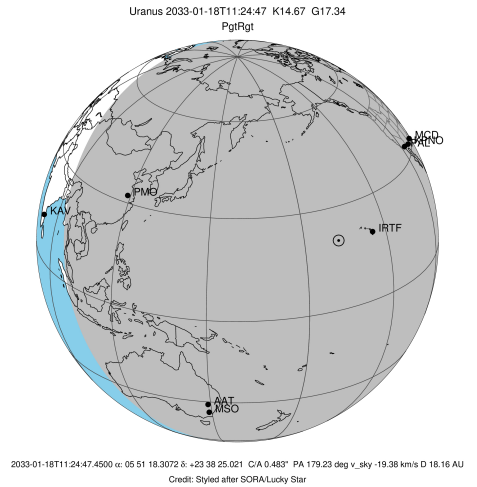 Uranus 2033-01-18T11:24:47 K14.67 G17.34
PgtRgt
MCD
KPNO
PAL
PMO
KAV
IRTF
AAT
MSO
2033-01-18T11:24:47.4500 α: 05 51 18.3072 δ: +23 38 25.021 C/A 0.483" PA 179.23 deg v_sky -19.38 km/s D 18.16 AU
Credit: Styled after SORA/Lucky Star